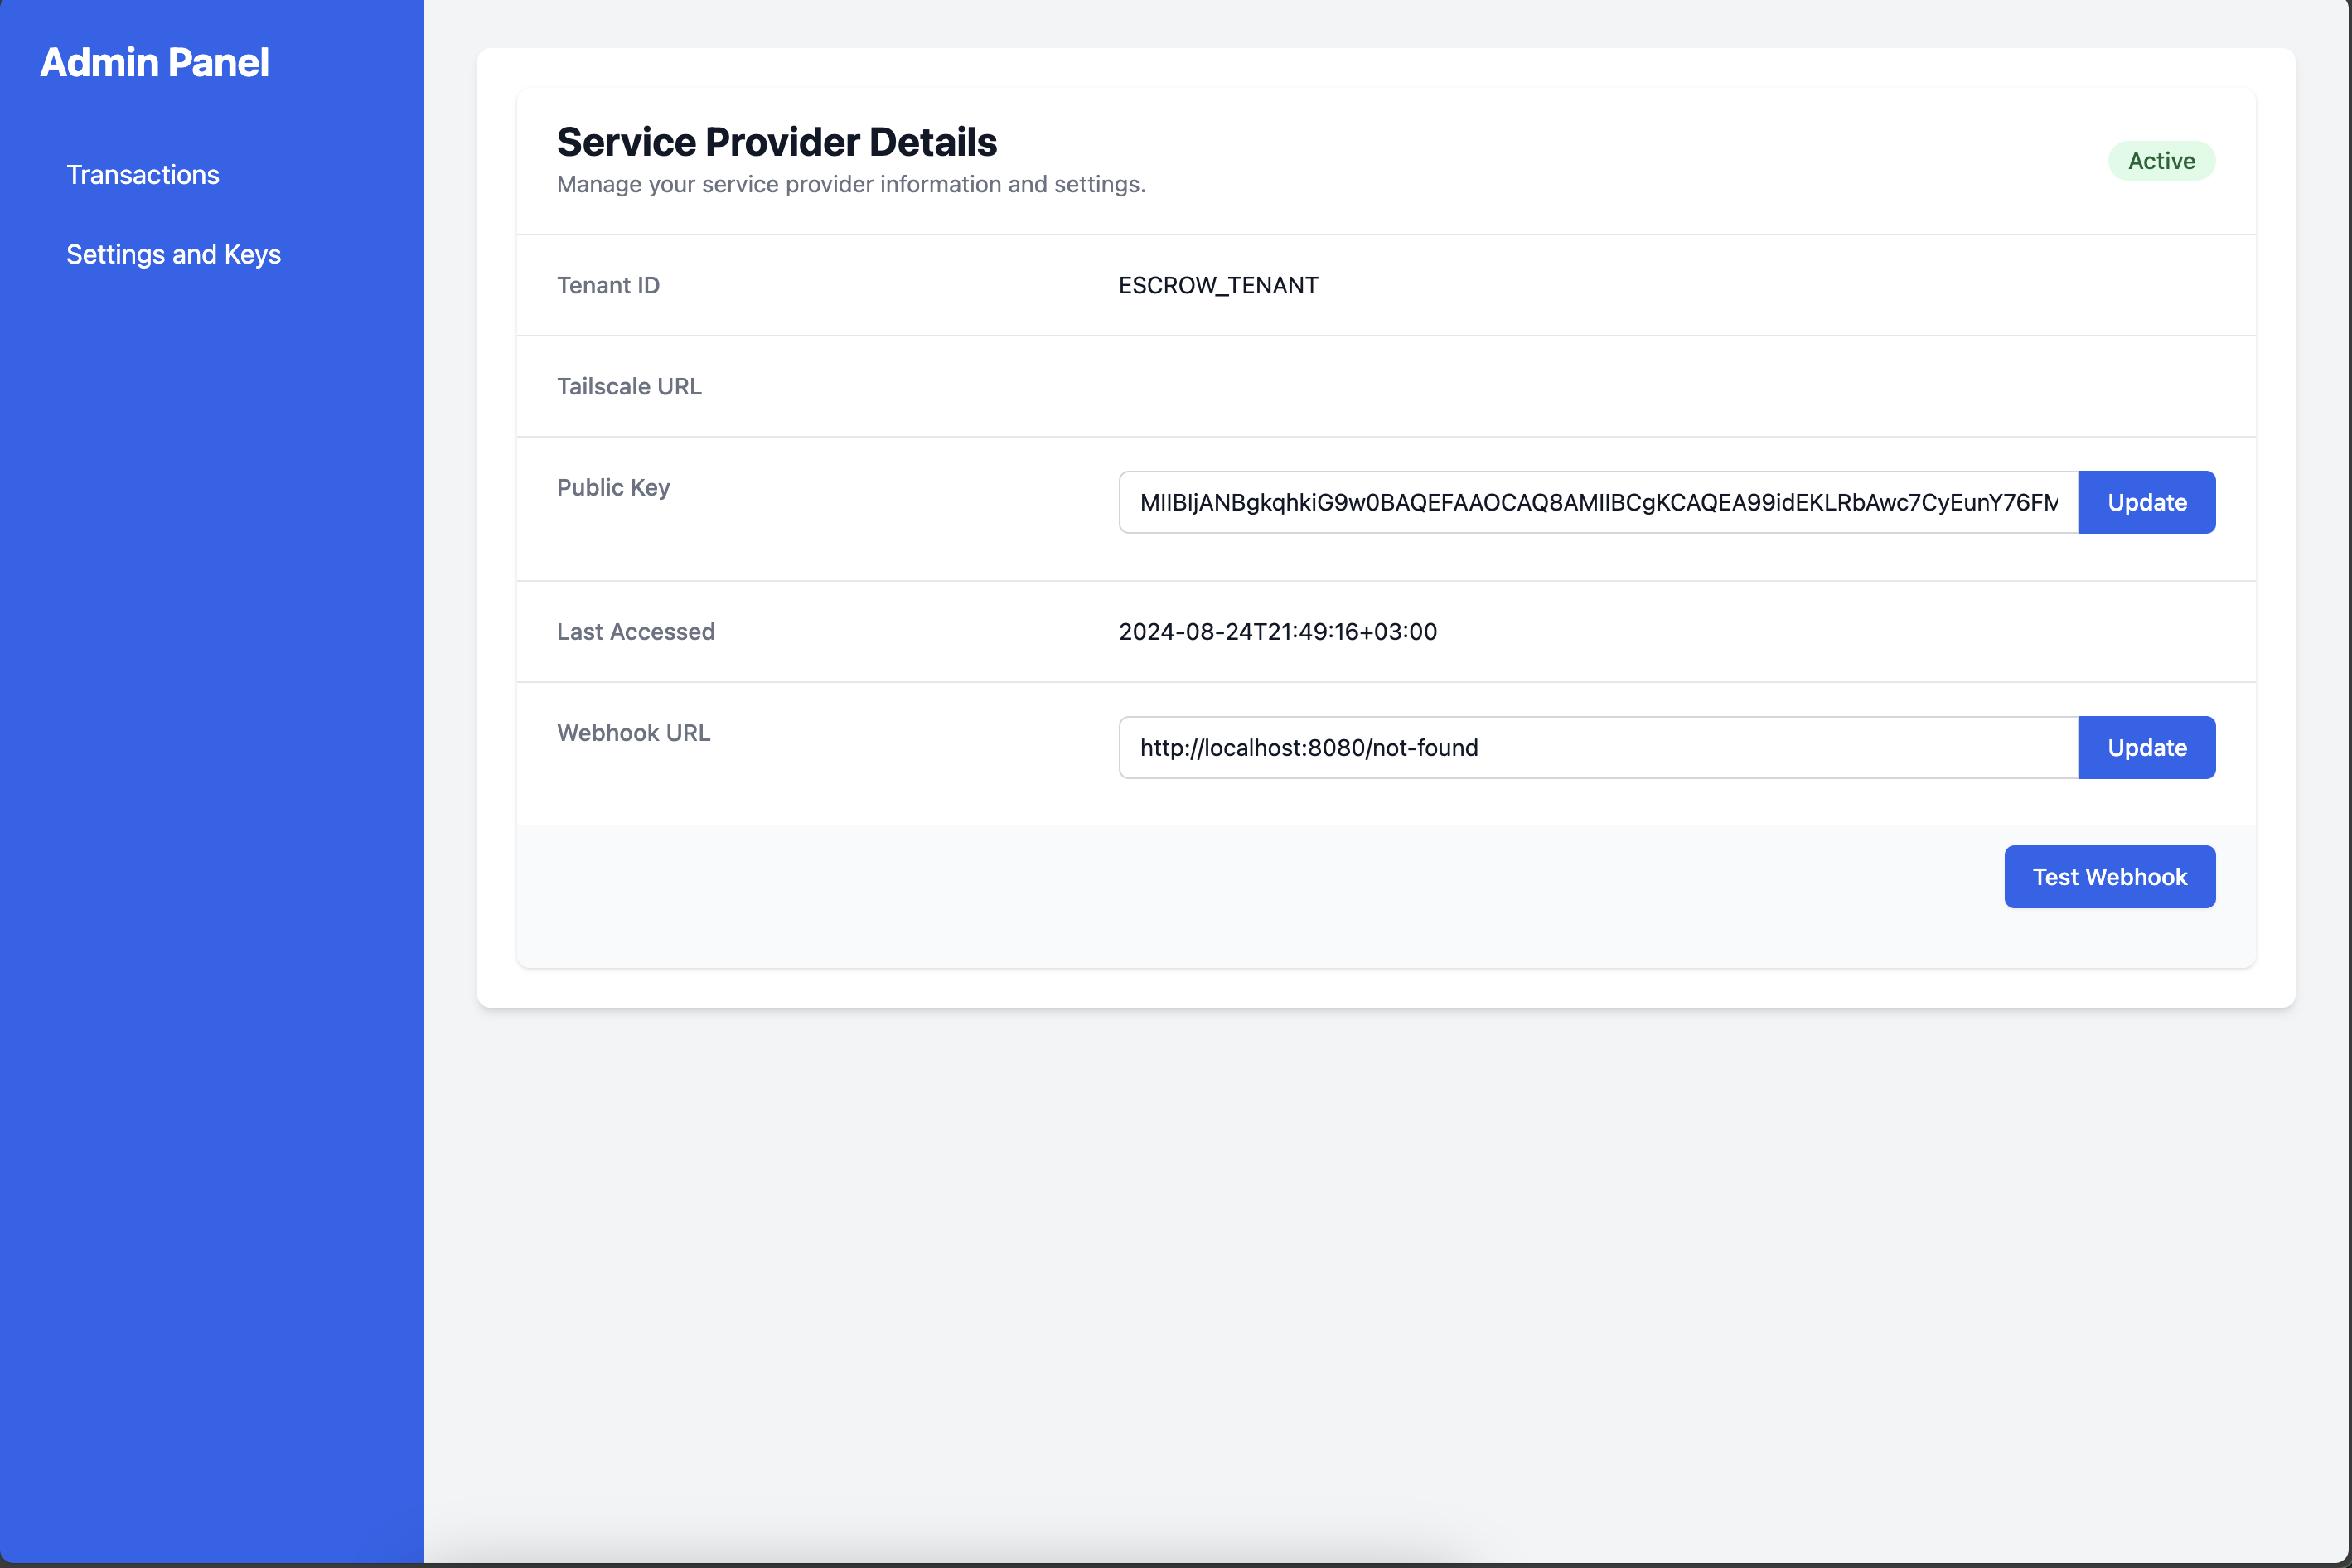 Admin Panel
Transactions
Settings and Keys
Service Provider Details
Manage your service provider information and settings.
Active
Tenant ID
ESCROW_TENANT
Tailscale URL
Public Key
MIIBIjANBgkqhkiG9w0BAQEFAAOCAQ8AMIIBCgKCAQEA99idEKLRbAwc7CyEunY76FM
Update
Last Accessed
2024-08-24T21:49:16+03:00
Webhook URL
http://localhost:8080/not-found
Update
Test Webhook